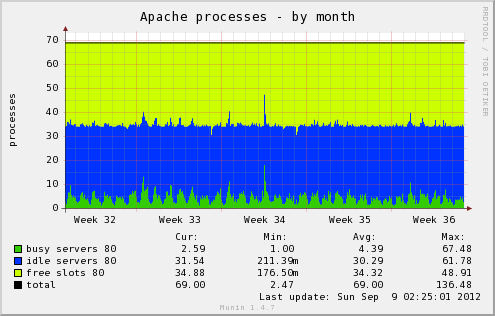 Apache processes - by month
RRDTOOL / TOBI OETIKER
processes
70
60
50
40
30
20
10
0
Week 32 Week 33 Week 34 Week 35 Week 36
Cur: Min: Avg: Max:
busy servers 80 2.59 1.00 4.39 67.48
idle servers 80 31.54 211.39m 30.29 61.78
free slots 80 34.88 176.50m 34.32 48.91
total 69.00 2.47 69.00 136.48
Last update: Sun Sep 9 02:25:01 2012
Munin 1.4.7